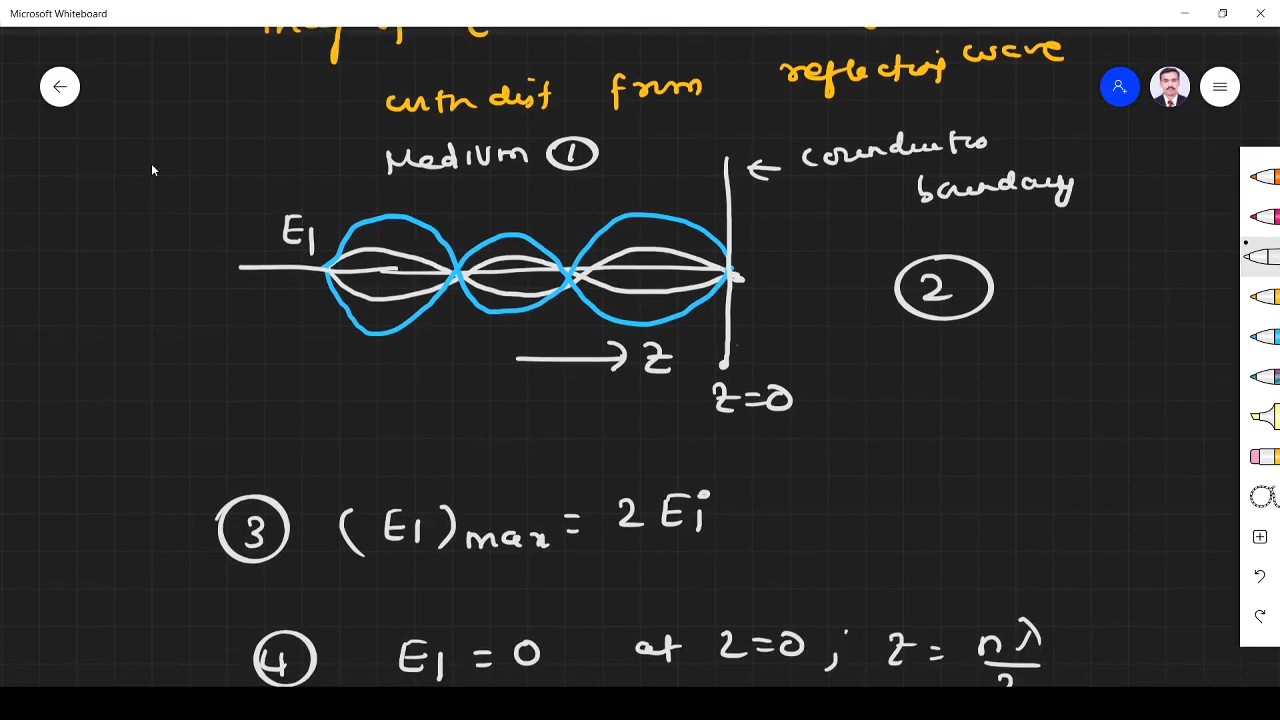 Microsoft Whiteboard
with dist from reflecting wave
Medium ①
← conductor
boundary
E1
②
→ Z
Z=0
③ (E1)max = 2 Ei
④ E1 = 0 at Z=0 ; Z = nλ